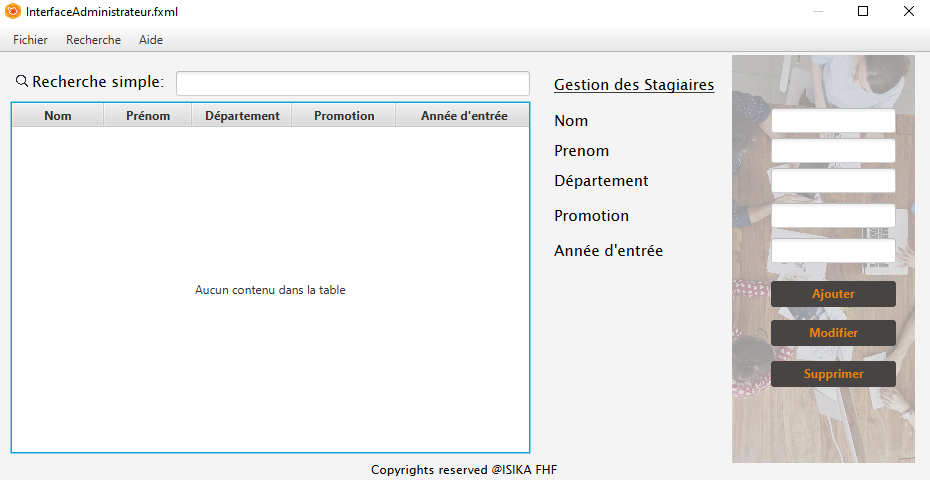 InterfaceAdministrateur.fxml
Fichier Recherche Aide
Recherche simple:
Nom Prénom Département Promotion Année d'entrée
Aucun contenu dans la table
Gestion des Stagiaires
Nom
Prenom
Département
Promotion
Année d'entrée
Ajouter
Modifier
Supprimer
Copyrights reserved @ISIKA FHF